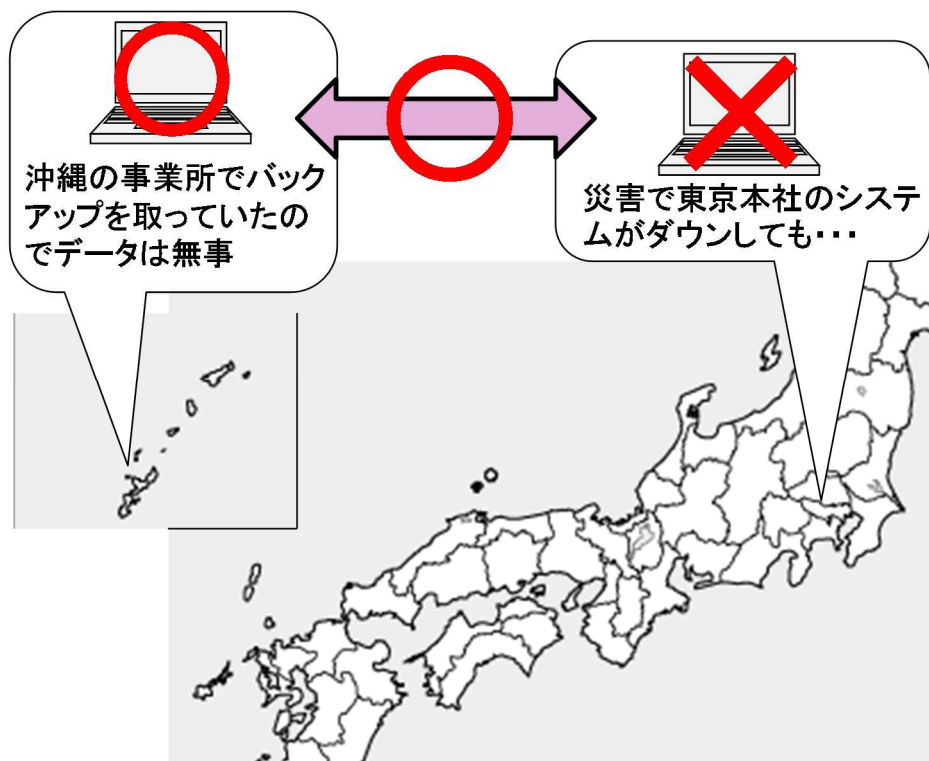 沖縄の事業所でバック
アップを取っていたの
でデータは無事
災害で東京本社のシステ
ムがダウンしても・・・